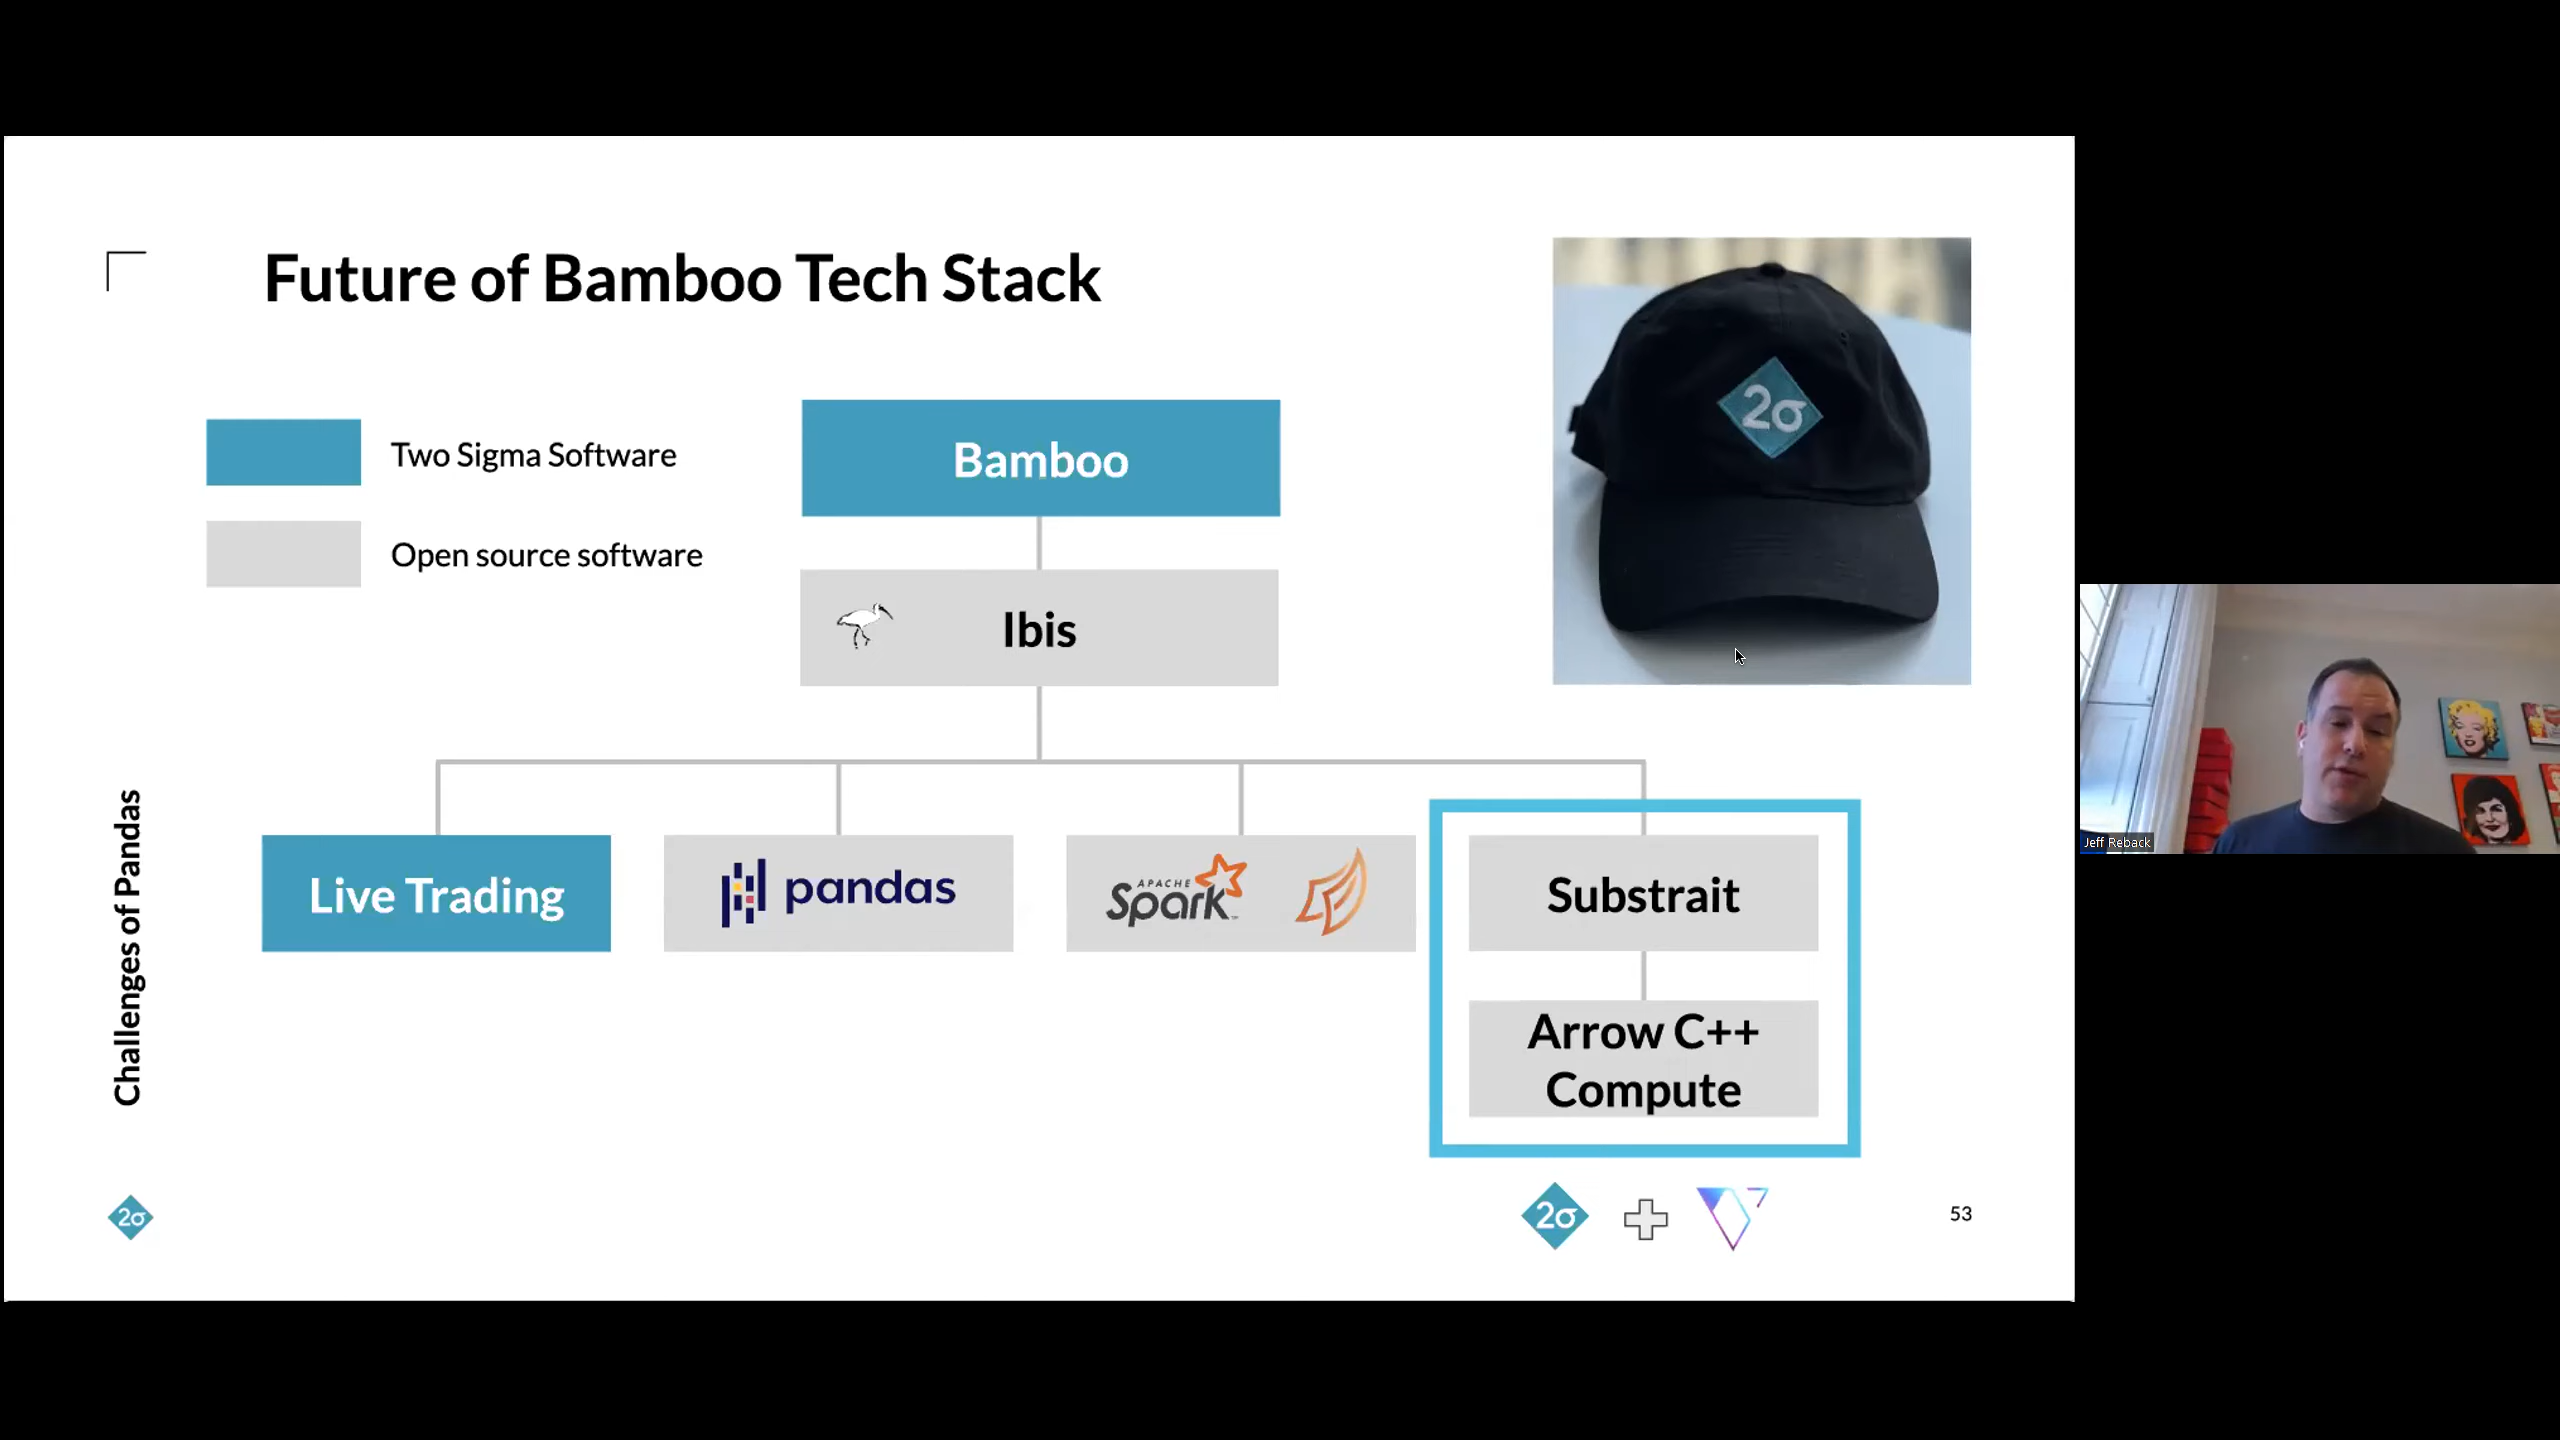 Future of Bamboo Tech Stack
2σ
Two Sigma Software
Open source software
Bamboo
Ibis
Live Trading
pandas
APACHE
Spark™
Substrait
Arrow C++
Compute
Challenges of Pandas
2σ
2σ
53
Jeff Reback